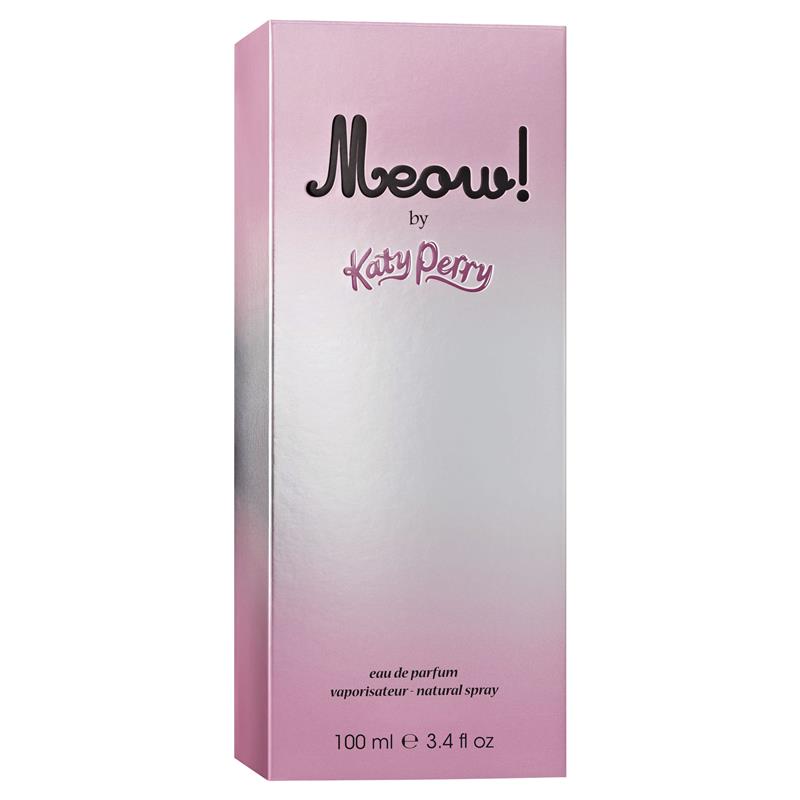 Meow!
by
Katy Perry
eau de parfum
vaporisateur - natural spray
100 ml ℮ 3.4 fl oz